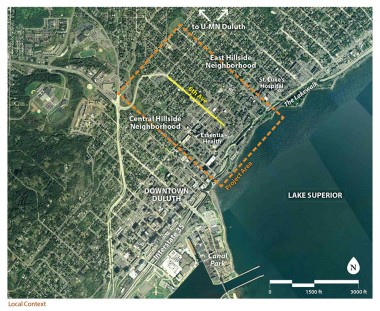 to U-MN Duluth
East Hillside
Neighborhood
St. Luke's
Hospital
The Lakewalk
6th Ave
Central Hillside
Neighborhood
Essentia
Health
Project Area
DOWNTOWN
DULUTH
LAKE SUPERIOR
Interstate 35
Canal
Park
N
0 1500 ft 3000 ft
Local Context